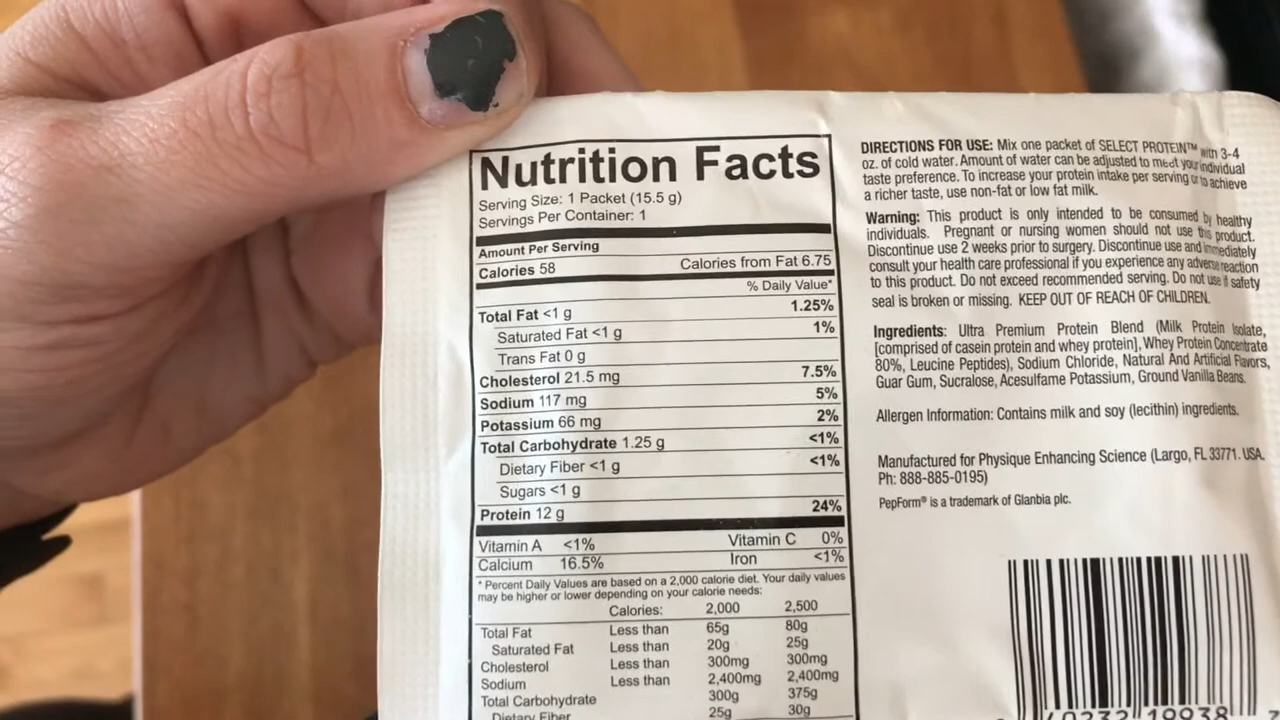 Nutrition Facts
Serving Size: 1 Packet (15.5 g)
Servings Per Container: 1
Amount Per Serving
Calories 58 Calories from Fat 6.75
% Daily Value*
Total Fat <1 g 1.25%
Saturated Fat <1 g 1%
Trans Fat 0 g
Cholesterol 21.5 mg 7.5%
Sodium 117 mg 5%
Potassium 66 mg 2%
Total Carbohydrate 1.25 g <1%
Dietary Fiber <1 g <1%
Sugars <1 g
Protein 12 g 24%
Vitamin A <1% Vitamin C 0%
Calcium 16.5% Iron <1%
* Percent Daily Values are based on a 2,000 calorie diet. Your daily values
may be higher or lower depending on your calorie needs:
Calories: 2,000 2,500
Total Fat Less than 65g 80g
Saturated Fat Less than 20g 25g
Cholesterol Less than 300mg 300mg
Sodium Less than 2,400mg 2,400mg
Total Carbohydrate 300g 375g
Dietary Fiber 25g 30g
DIRECTIONS FOR USE: Mix one packet of SELECT PROTEIN™ with 3-4
oz. of cold water. Amount of water can be adjusted to meet your individual
taste preference. To increase your protein intake per serving or to achieve
a richer taste, use non-fat or low fat milk.
Warning: This product is only intended to be consumed by healthy
individuals. Pregnant or nursing women should not use this product.
Discontinue use 2 weeks prior to surgery. Discontinue use and immediately
consult your health care professional if you experience any adverse reaction
to this product. Do not exceed recommended serving. Do not use if safety
seal is broken or missing. KEEP OUT OF REACH OF CHILDREN.
Ingredients: Ultra Premium Protein Blend (Milk Protein Isolate,
[comprised of casein protein and whey protein], Whey Protein Concentrate
80%, Leucine Peptides), Sodium Chloride, Natural And Artificial Flavors,
Guar Gum, Sucralose, Acesulfame Potassium, Ground Vanilla Beans.
Allergen Information: Contains milk and soy (lecithin) ingredients.
Manufactured for Physique Enhancing Science (Largo, FL 33771. USA.
Ph: 888-885-0195)
PepForm® is a trademark of Glanbia plc.
40232 19938